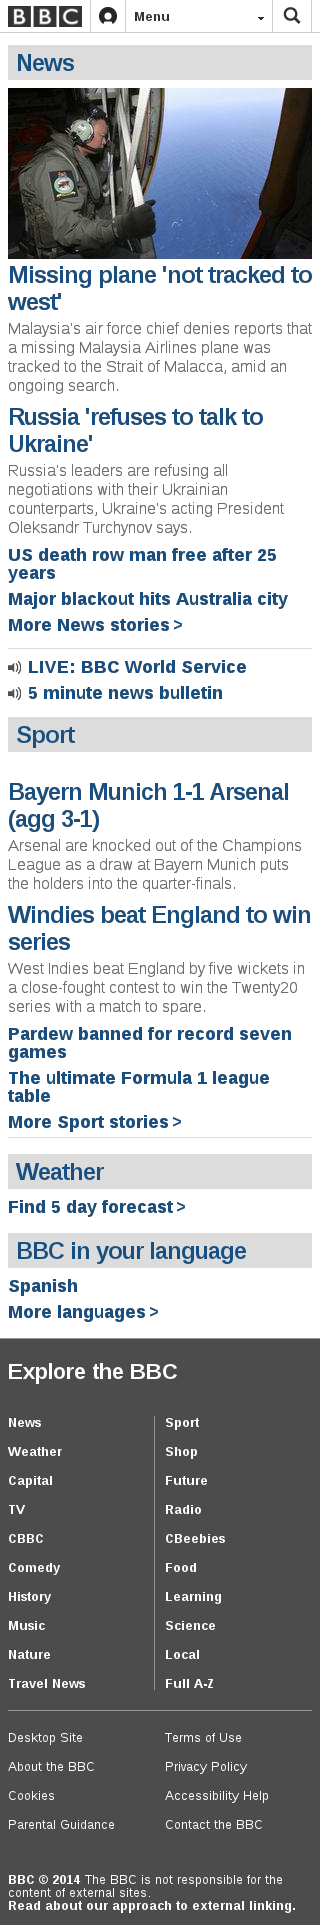 BBC Menu
News
Missing plane 'not tracked to
west'
Malaysia's air force chief denies reports that
a missing Malaysia Airlines plane was
tracked to the Strait of Malacca, amid an
ongoing search.
Russia 'refuses to talk to
Ukraine'
Russia's leaders are refusing all
negotiations with their Ukrainian
counterparts, Ukraine's acting President
Oleksandr Turchynov says.
US death row man free after 25
years
Major blackout hits Australia city
More News stories >
LIVE: BBC World Service
5 minute news bulletin
Sport
Bayern Munich 1-1 Arsenal
(agg 3-1)
Arsenal are knocked out of the Champions
League as a draw at Bayern Munich puts
the holders into the quarter-finals.
Windies beat England to win
series
West Indies beat England by five wickets in
a close-fought contest to win the Twenty20
series with a match to spare.
Pardew banned for record seven
games
The ultimate Formula 1 league
table
More Sport stories >
Weather
Find 5 day forecast >
BBC in your language
Spanish
More languages >
Explore the BBC
News Sport
Weather Shop
Capital Future
TV Radio
CBBC CBeebies
Comedy Food
History Learning
Music Science
Nature Local
Travel News Full A-Z
Desktop Site Terms of Use
About the BBC Privacy Policy
Cookies Accessibility Help
Parental Guidance Contact the BBC
BBC © 2014 The BBC is not responsible for the
content of external sites.
Read about our approach to external linking.